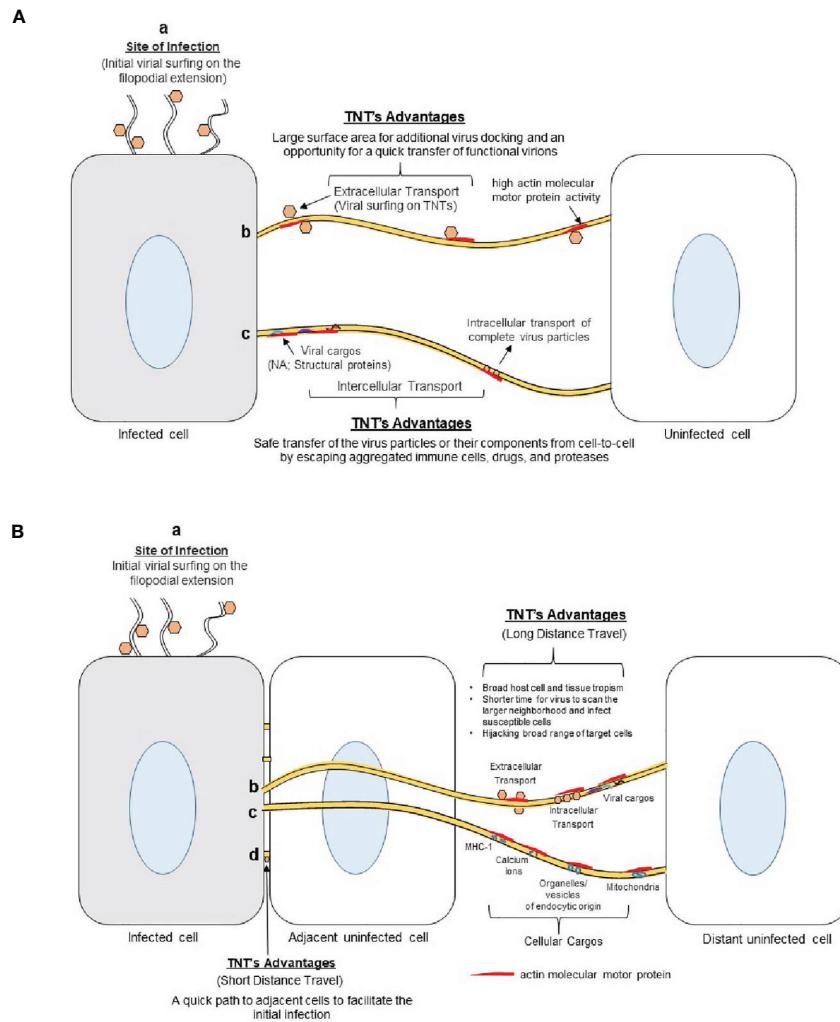 A
a
Site of Infection
(Initial virial surfing on the
filopodial extension)
TNT's Advantages
Large surface area for additional virus docking and an
opportunity for a quick transfer of functional virions
Extracellular Transport
(Viral surfing on TNTs)
high actin molecular
motor protein activity
b
c
Viral cargos
(NA; Structural proteins)
Intracellular transport of
complete virus particles
Intercellular Transport
TNT's Advantages
Safe transfer of the virus particles or their components from cell-to-cell
by escaping aggregated immune cells, drugs, and proteases
Infected cell
Uninfected cell
B
a
Site of Infection
Initial virial surfing on the
filopodial extension
TNT's Advantages
(Long Distance Travel)
• Broad host cell and tissue tropism
• Shorter time for virus to scan the
larger neighborhood and infect
susceptible cells
• Hijacking broad range of target cells
Extracellular
Transport
b
Intracellular
Transport
Viral cargos
c
MHC-1
Calcium
ions
Organelles/
vesicles
of endocytic origin
Mitochondria
d
Cellular Cargos
Infected cell
Adjacent uninfected cell
Distant uninfected cell
TNT's Advantages
(Short Distance Travel)
A quick path to adjacent cells to facilitate the
initial infection
actin molecular motor protein